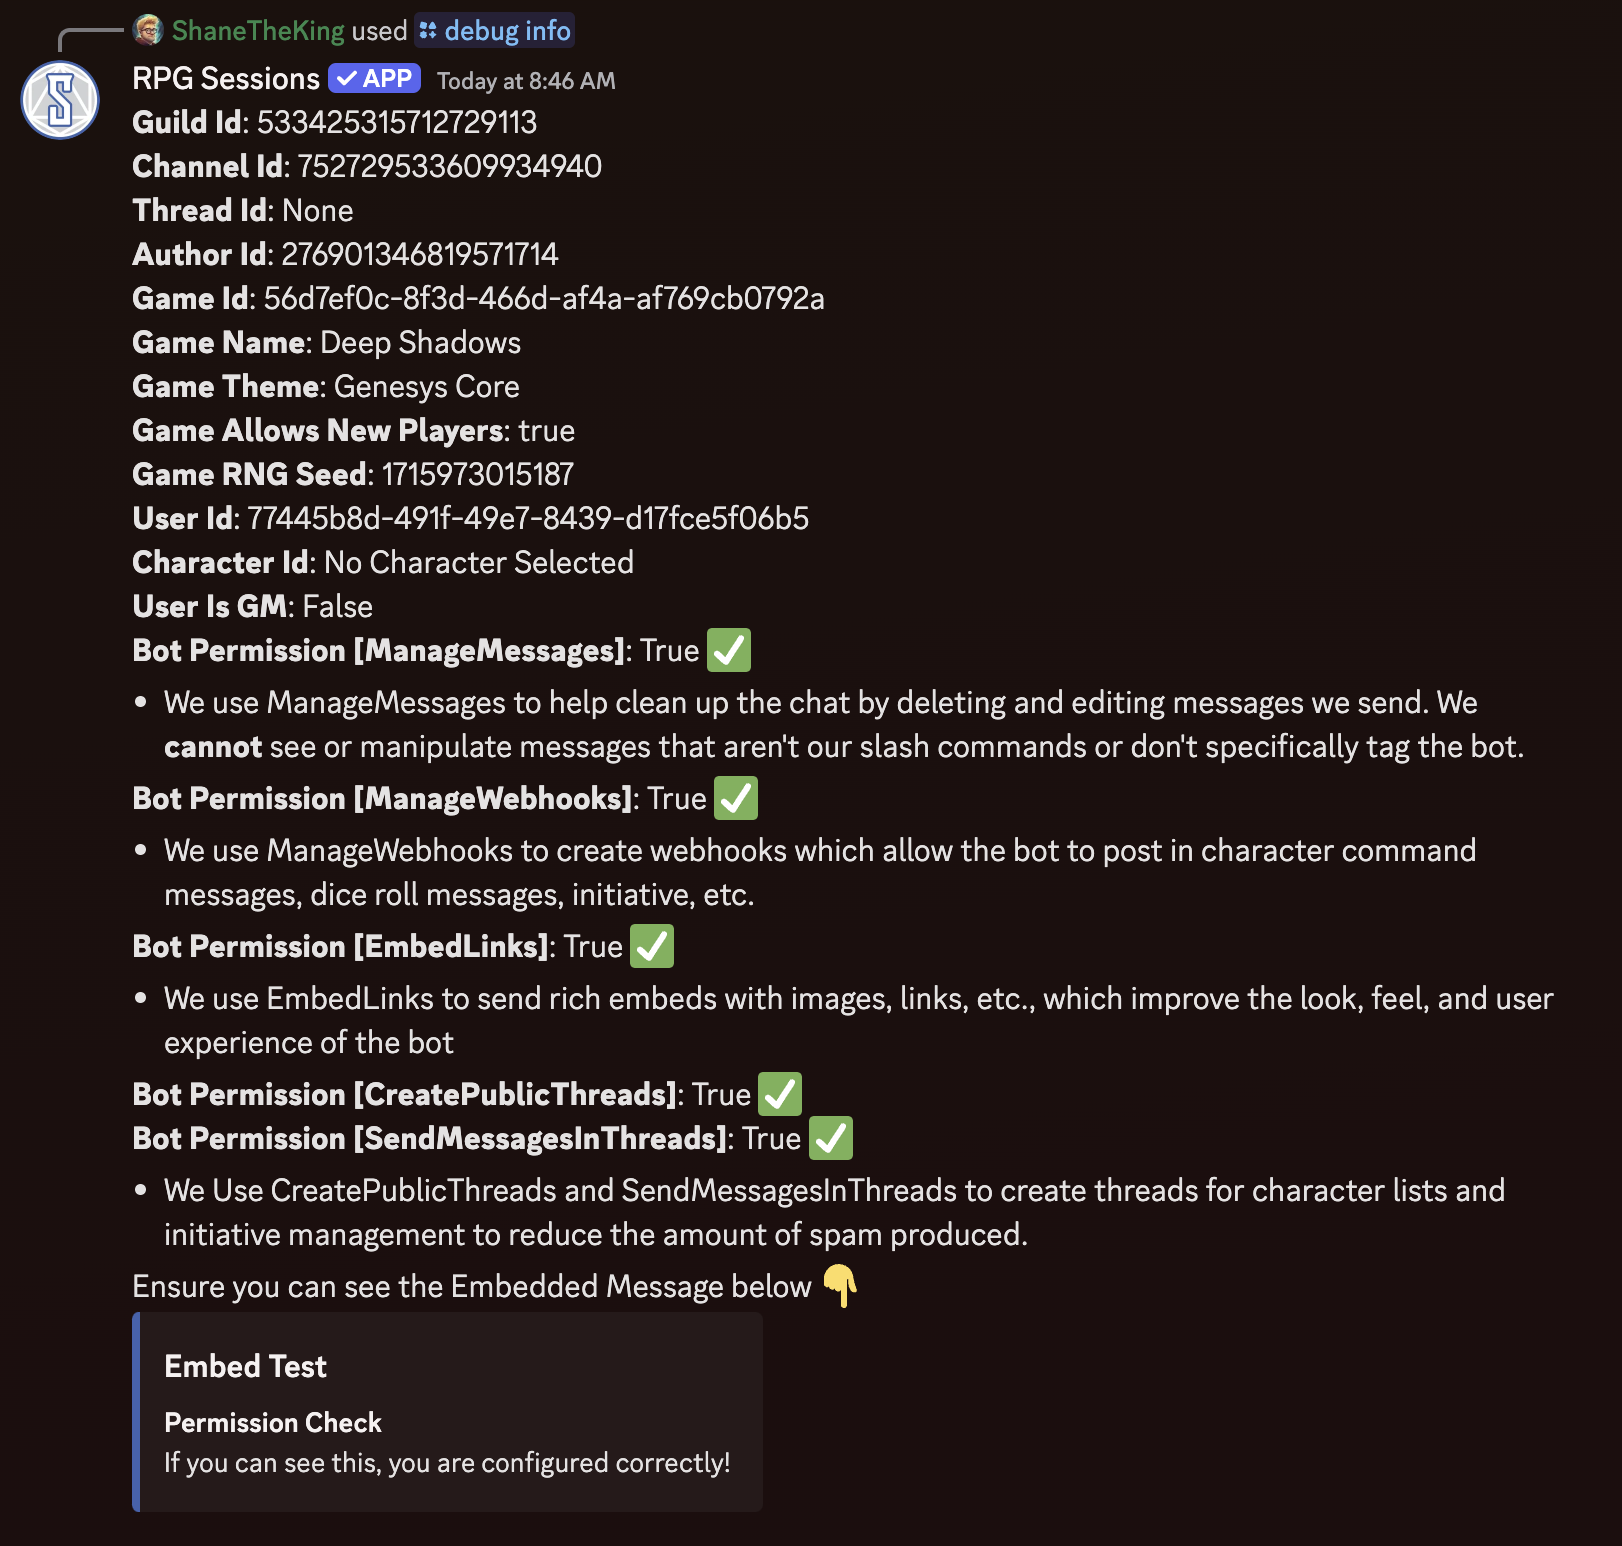 ShaneTheKing used debug info
RPG Sessions ✓ APP Today at 8:46 AM
Guild Id: 533425315712729113
Channel Id: 752729533609934940
Thread Id: None
Author Id: 276901346819571714
Game Id: 56d7ef0c-8f3d-466d-af4a-af769cb0792a
Game Name: Deep Shadows
Game Theme: Genesys Core
Game Allows New Players: true
Game RNG Seed: 1715973015187
User Id: 77445b8d-491f-49e7-8439-d17fce5f06b5
Character Id: No Character Selected
User Is GM: False
Bot Permission [ManageMessages]: True ✅
• We use ManageMessages to help clean up the chat by deleting and editing messages we send. We
cannot see or manipulate messages that aren't our slash commands or don't specifically tag the bot.
Bot Permission [ManageWebhooks]: True ✅
• We use ManageWebhooks to create webhooks which allow the bot to post in character command
messages, dice roll messages, initiative, etc.
Bot Permission [EmbedLinks]: True ✅
• We use EmbedLinks to send rich embeds with images, links, etc., which improve the look, feel, and user
experience of the bot
Bot Permission [CreatePublicThreads]: True ✅
Bot Permission [SendMessagesInThreads]: True ✅
• We Use CreatePublicThreads and SendMessagesInThreads to create threads for character lists and
initiative management to reduce the amount of spam produced.
Ensure you can see the Embedded Message below 👇
Embed Test
Permission Check
If you can see this, you are configured correctly!